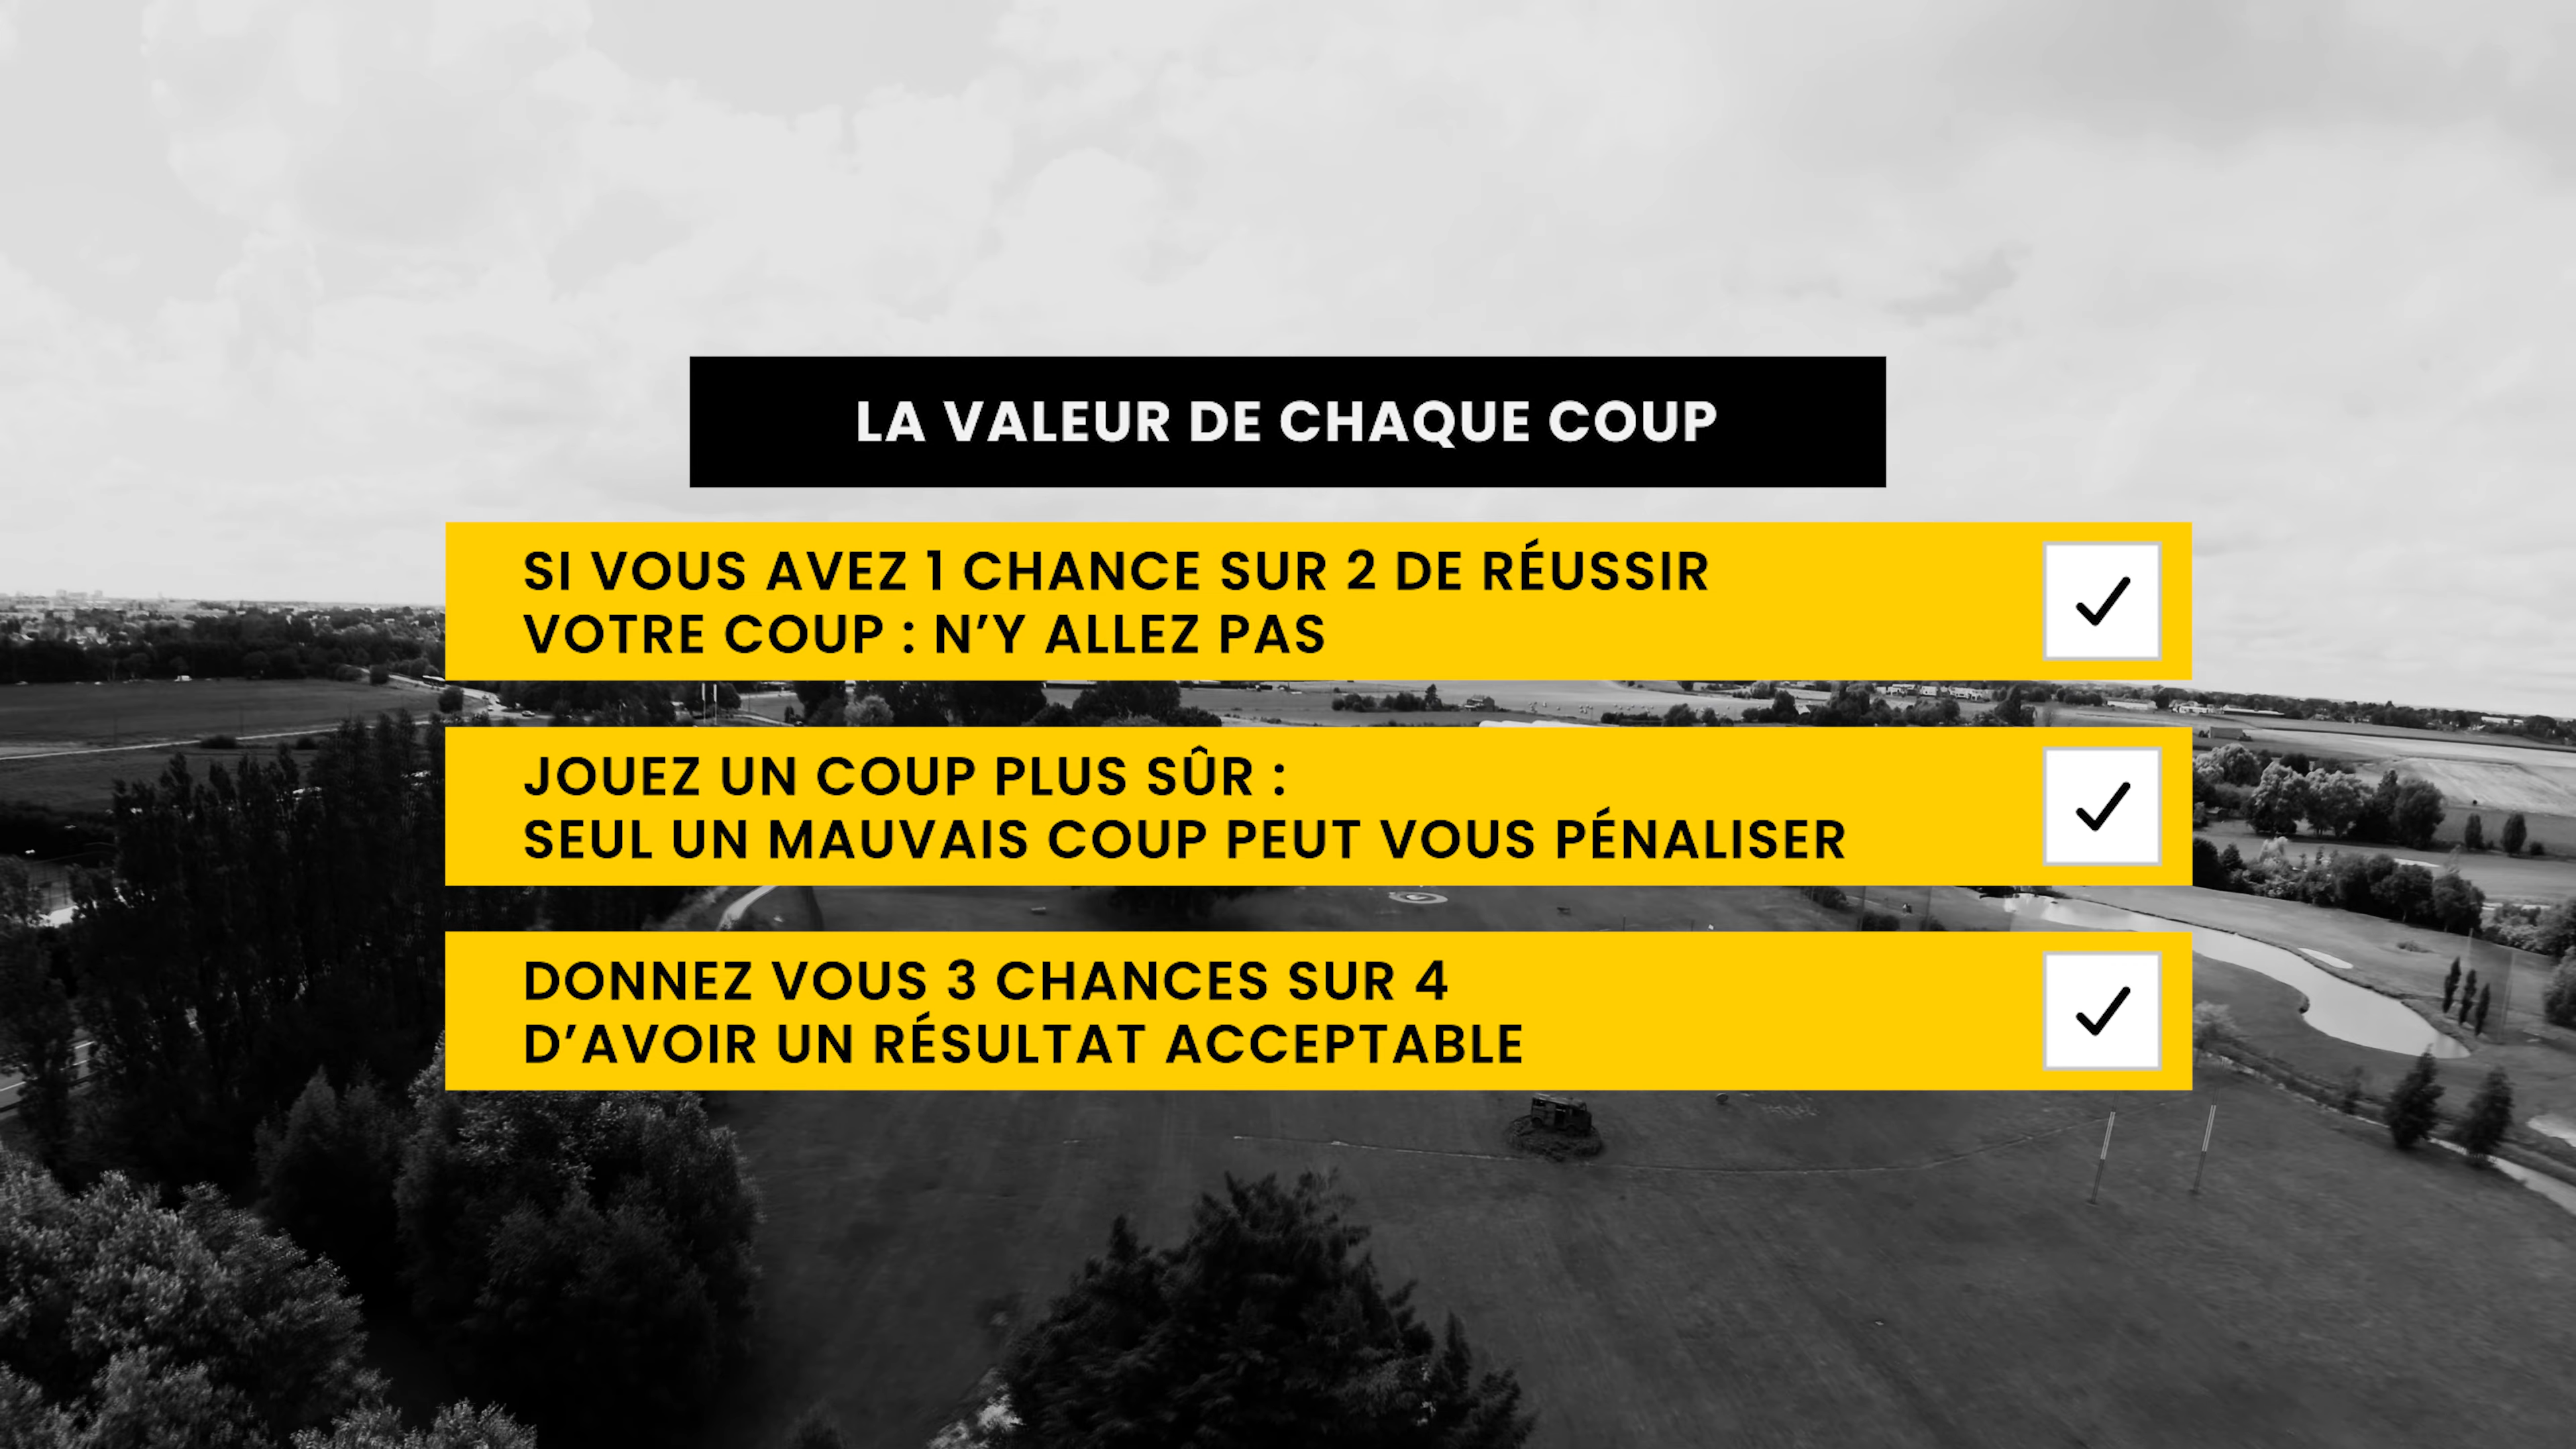 LA VALEUR DE CHAQUE COUP
SI VOUS AVEZ 1 CHANCE SUR 2 DE RÉUSSIR
VOTRE COUP : N’Y ALLEZ PAS
JOUEZ UN COUP PLUS SÛR :
SEUL UN MAUVAIS COUP PEUT VOUS PÉNALISER
DONNEZ VOUS 3 CHANCES SUR 4
D’AVOIR UN RÉSULTAT ACCEPTABLE